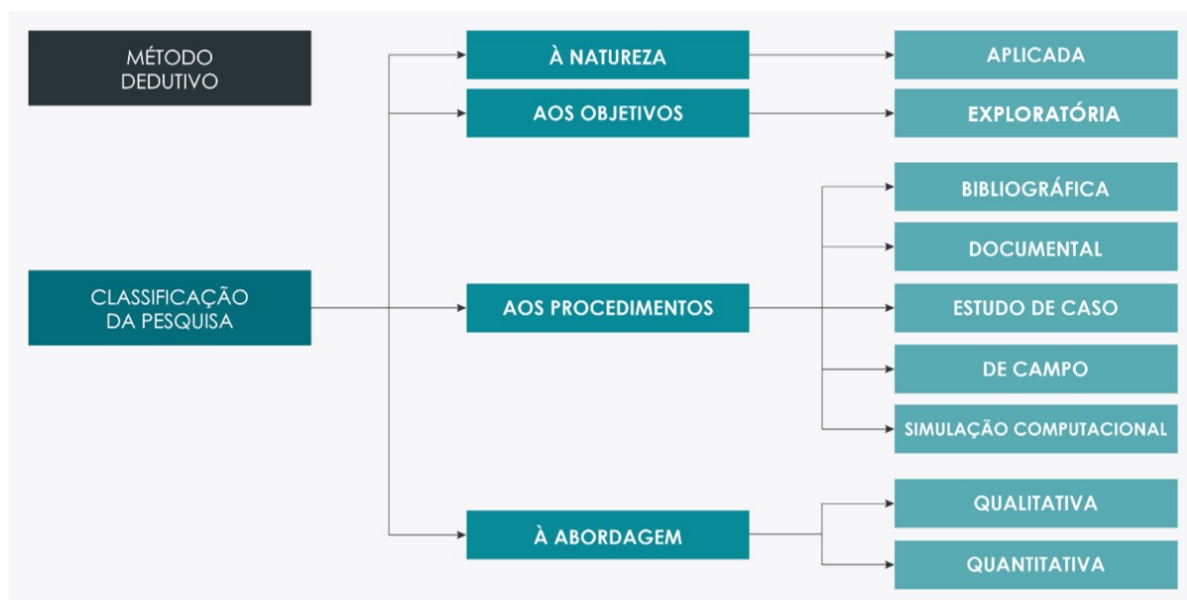 MÉTODO
DEDUTIVO
CLASSIFICAÇÃO
DA PESQUISA
À NATUREZA
AOS OBJETIVOS
AOS PROCEDIMENTOS
À ABORDAGEM
APLICADA
EXPLORATÓRIA
BIBLIOGRÁFICA
DOCUMENTAL
ESTUDO DE CASO
DE CAMPO
SIMULAÇÃO COMPUTACIONAL
QUALITATIVA
QUANTITATIVA